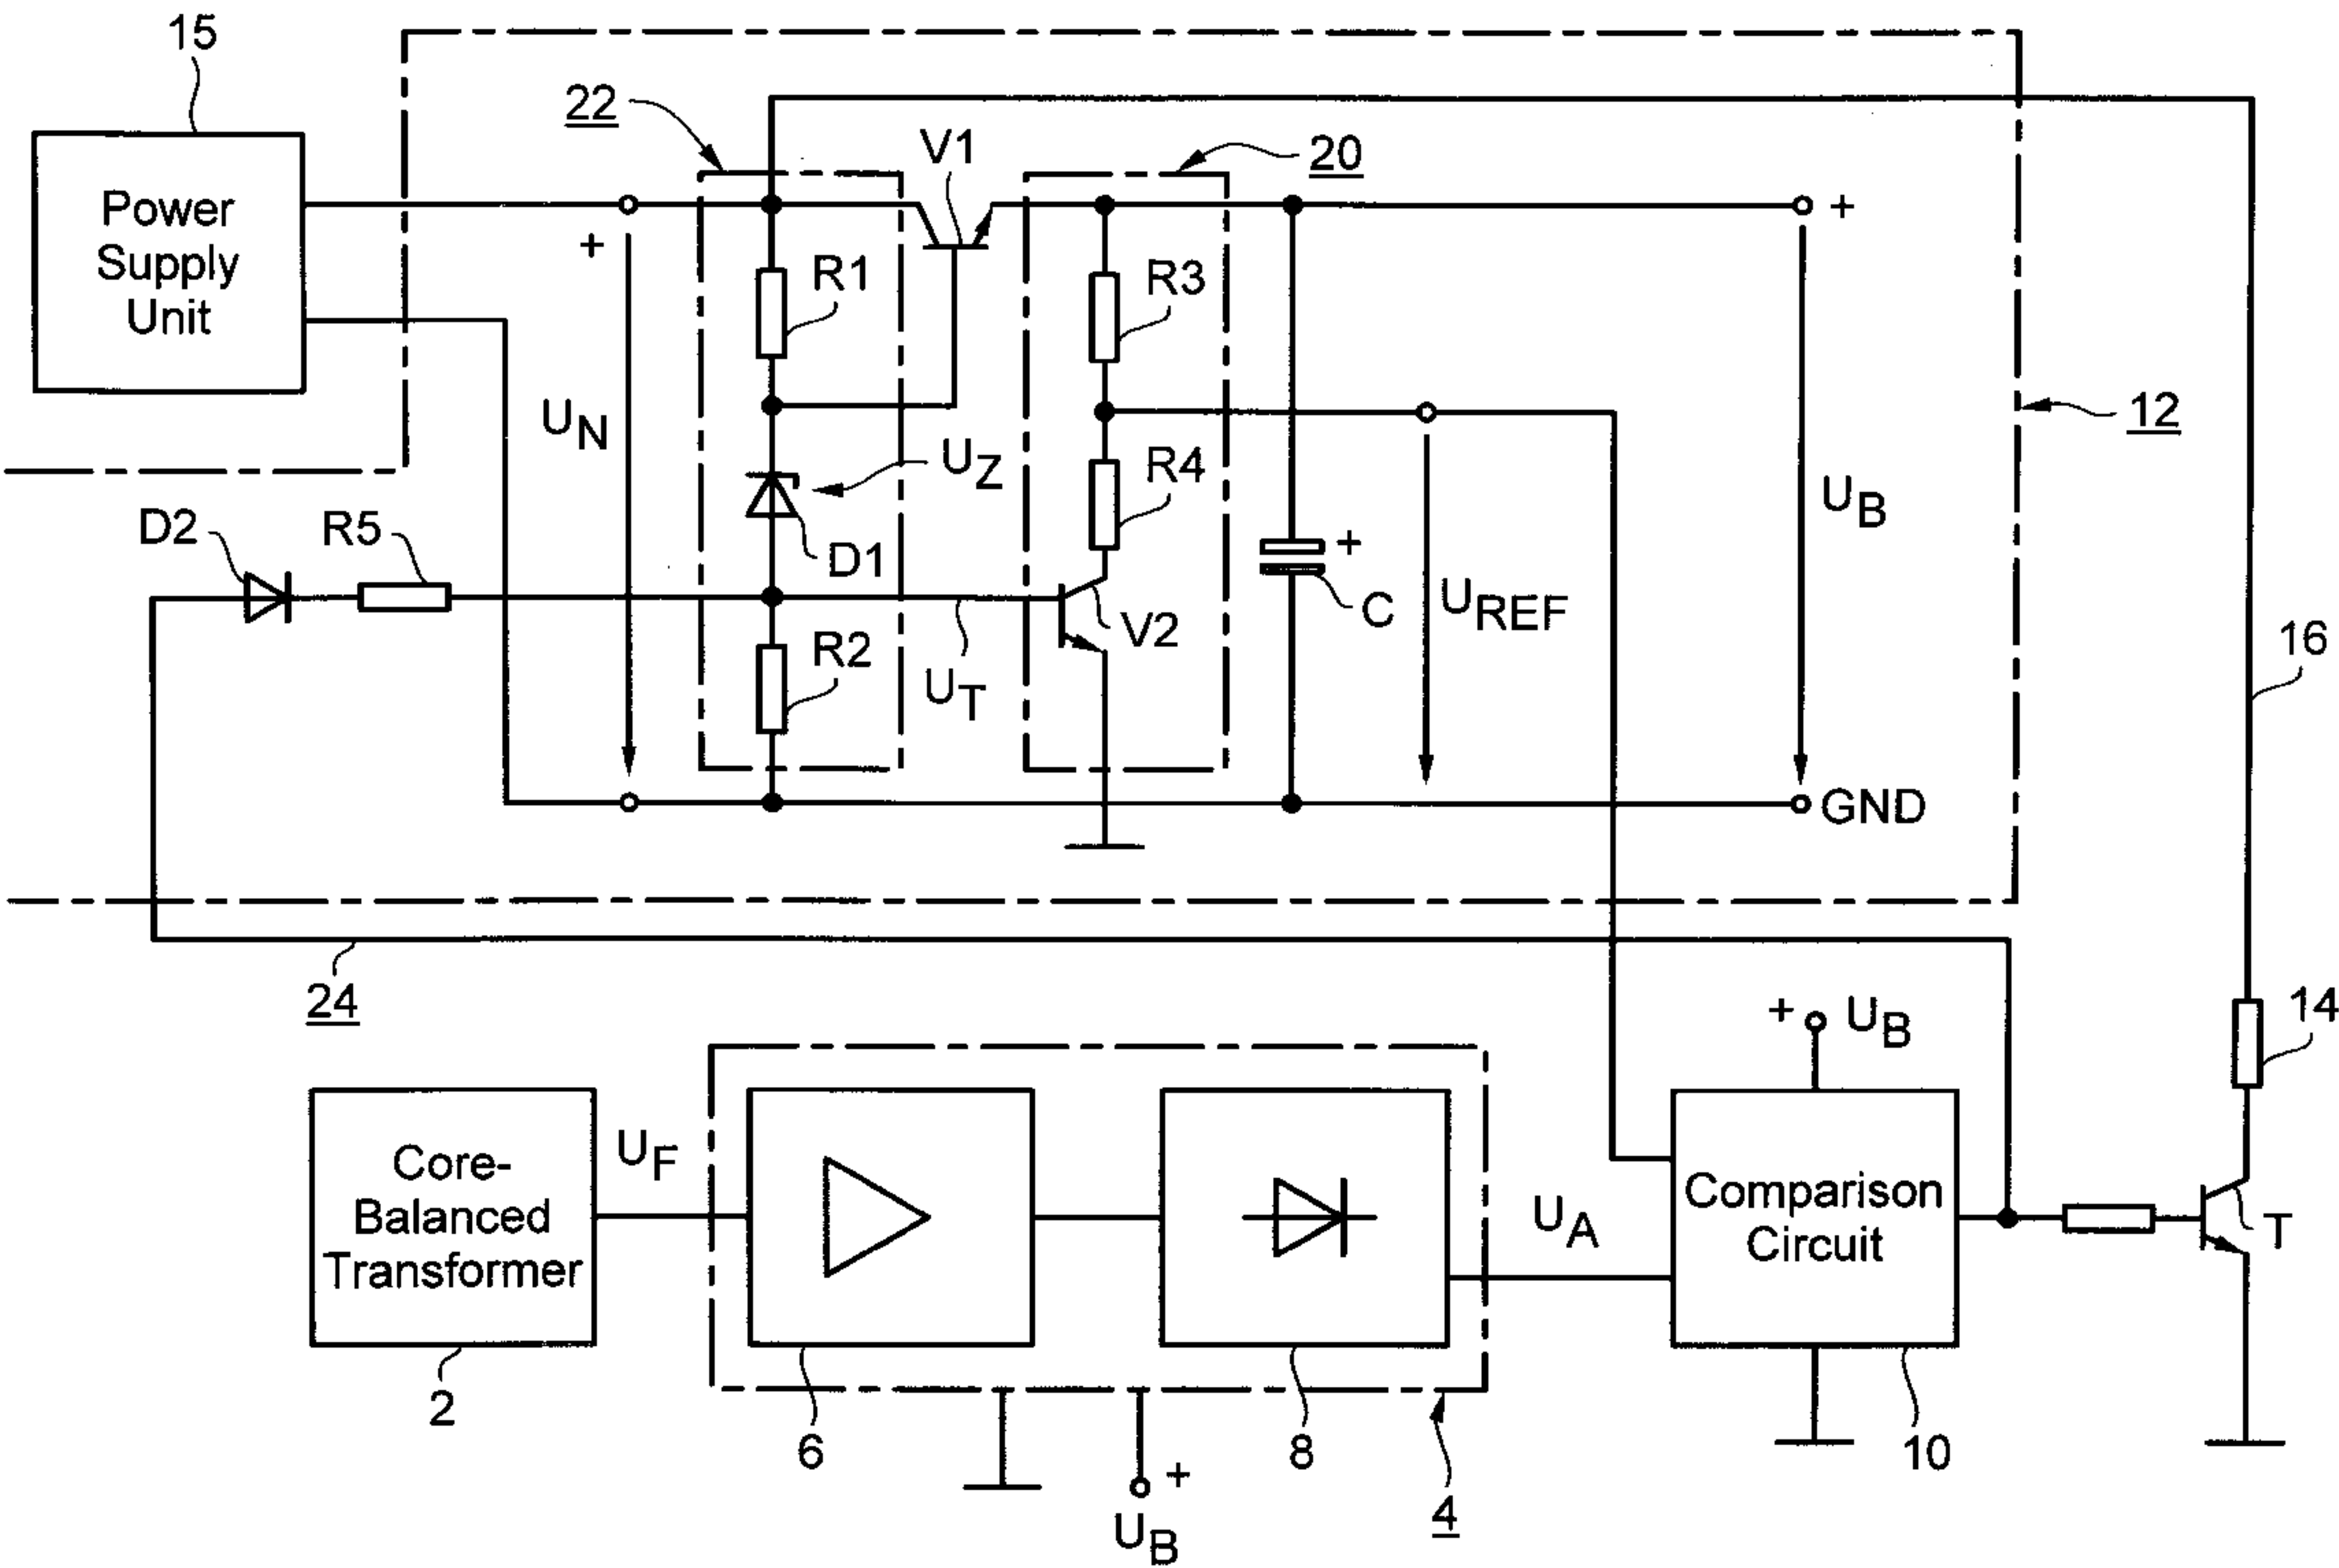 15
22
V1
20
Power
Supply
Unit
+
+
R1
R3
12
UN
UZ
R4
UB
D2
R5
D1
+
C
UREF
V2
R2
UT
16
GND
24
+ UB
14
Core-
Balanced
Transformer
UF
UA
Comparison
Circuit
T
2
6
8
10
+
UB
4